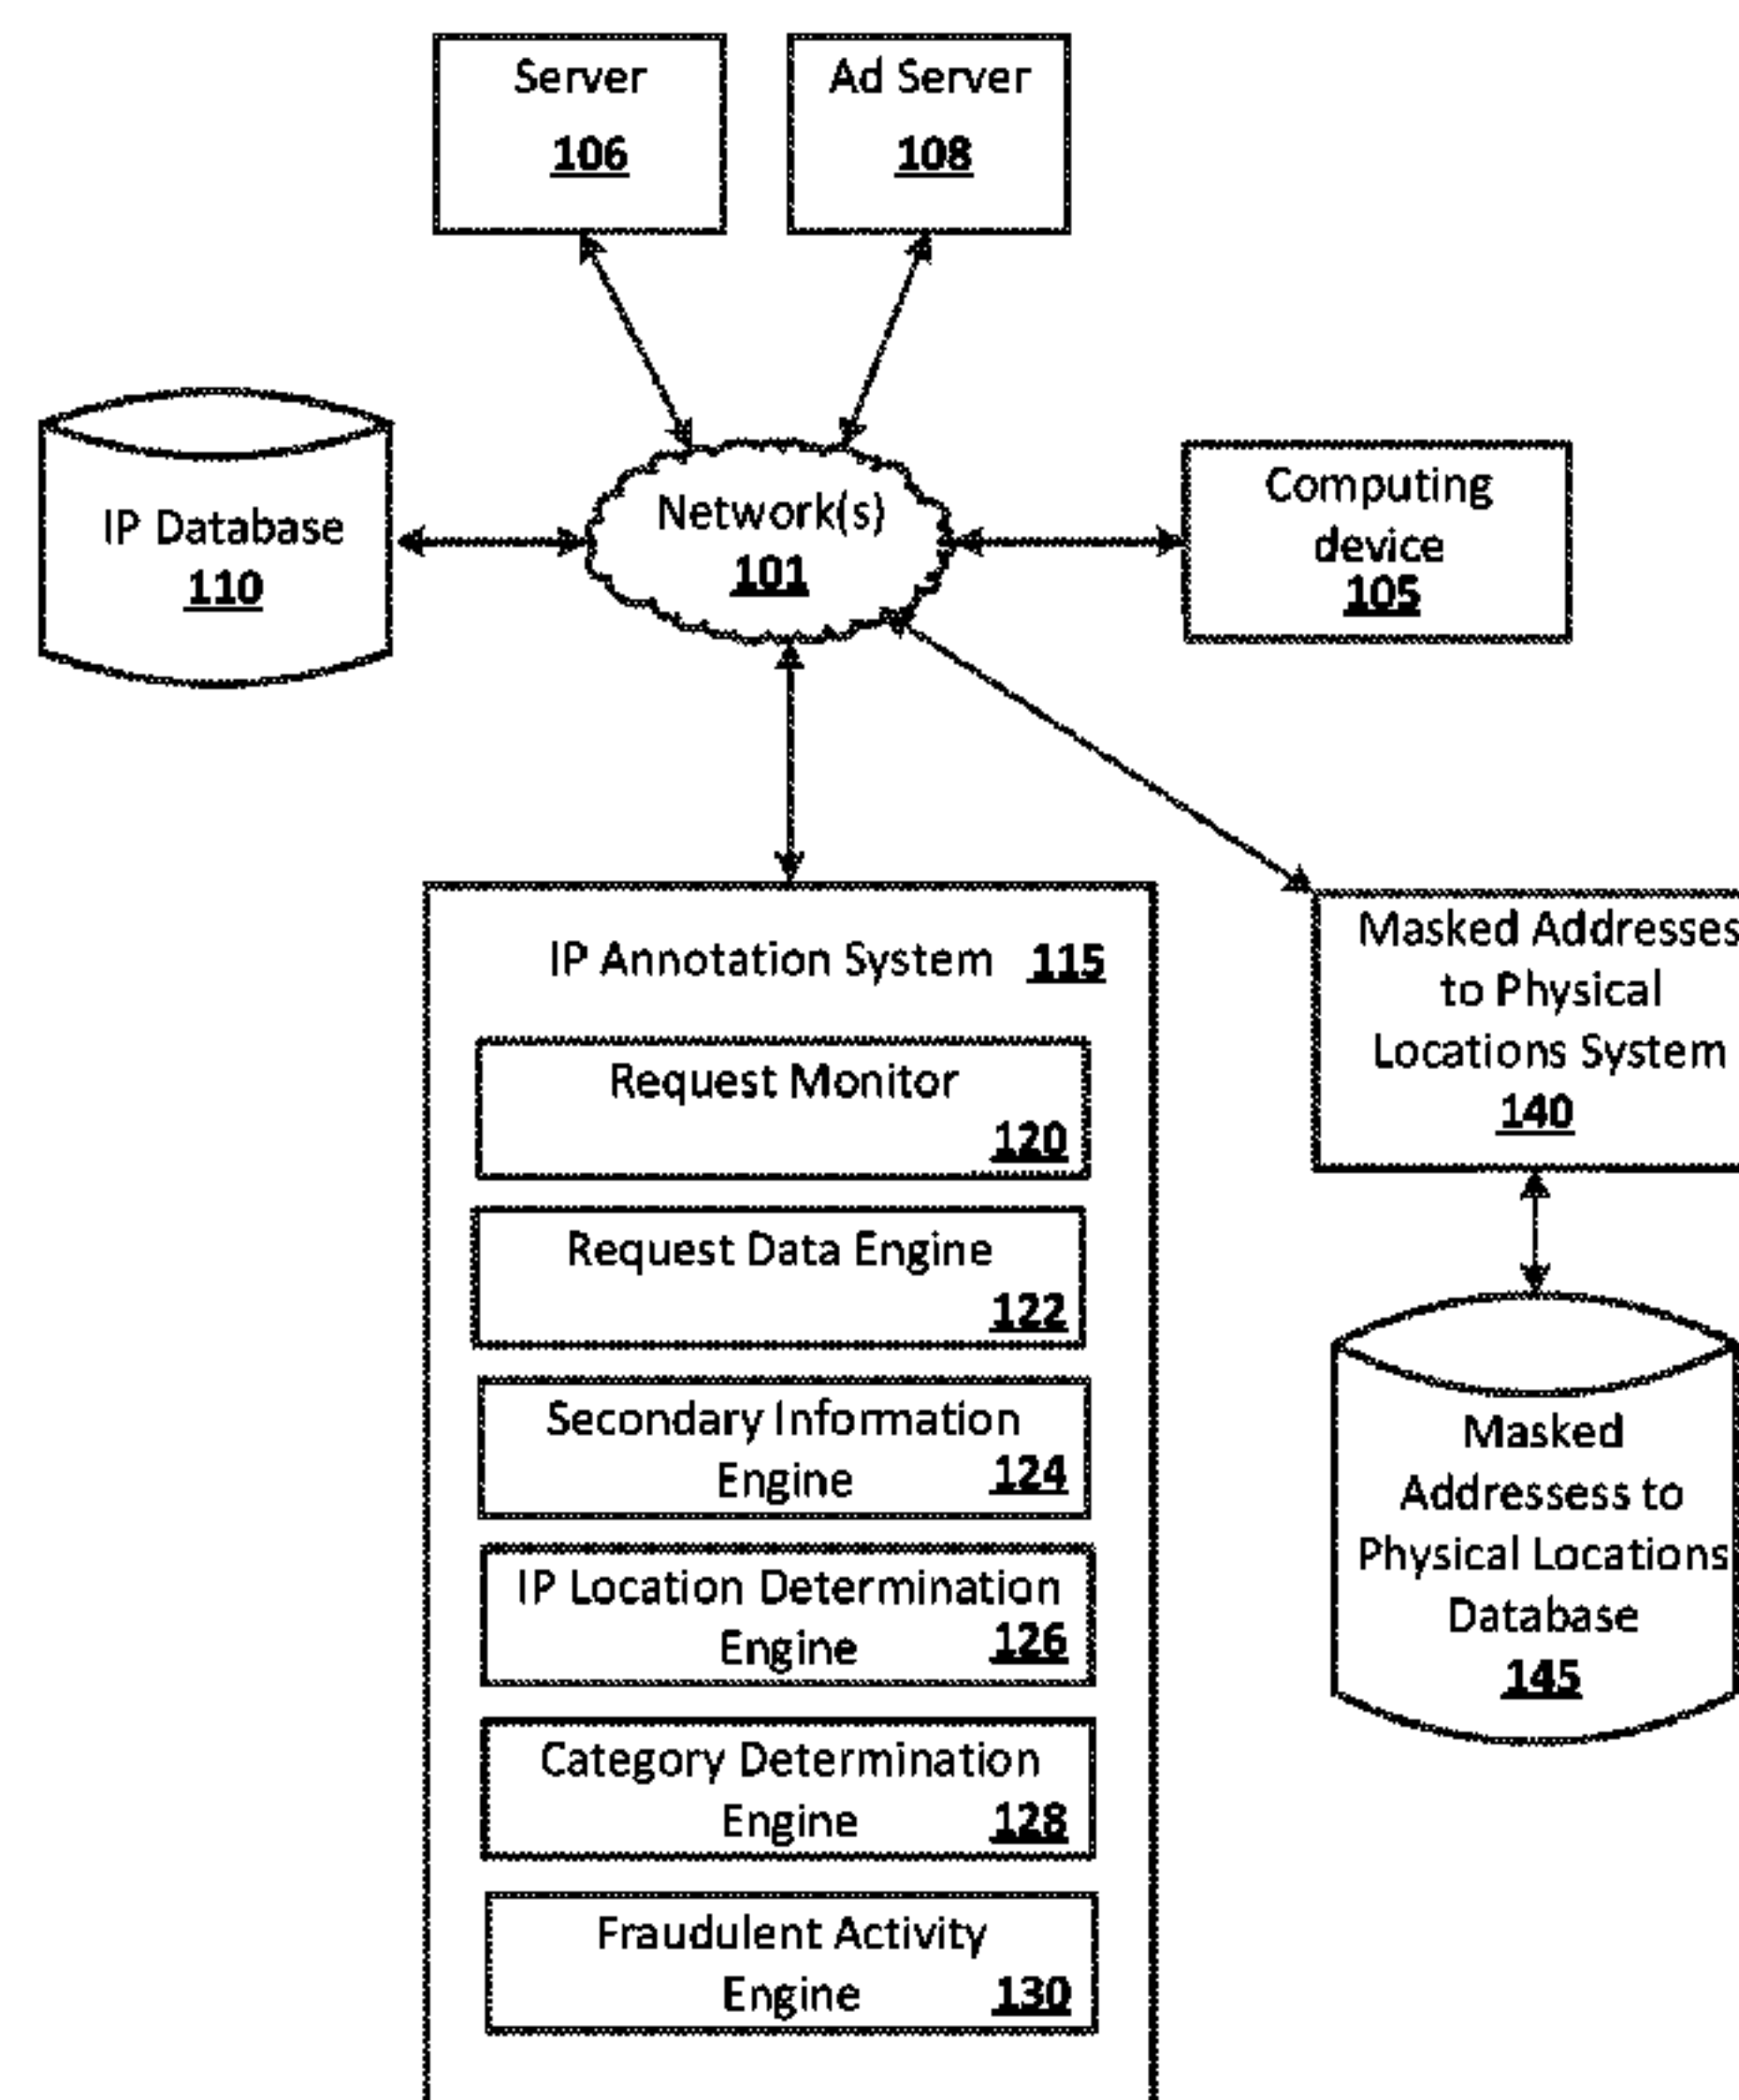 Server
106
Ad Server
108
IP Database
110
Network(s)
101
Computing
device
105
IP Annotation System 115
Request Monitor
120
Request Data Engine
122
Secondary Information
Engine 124
IP Location Determination
Engine 126
Category Determination
Engine 128
Fraudulent Activity
Engine 130
Masked Addresses
to Physical
Locations System
140
Masked
Addressess to
Physical Locations
Database
145